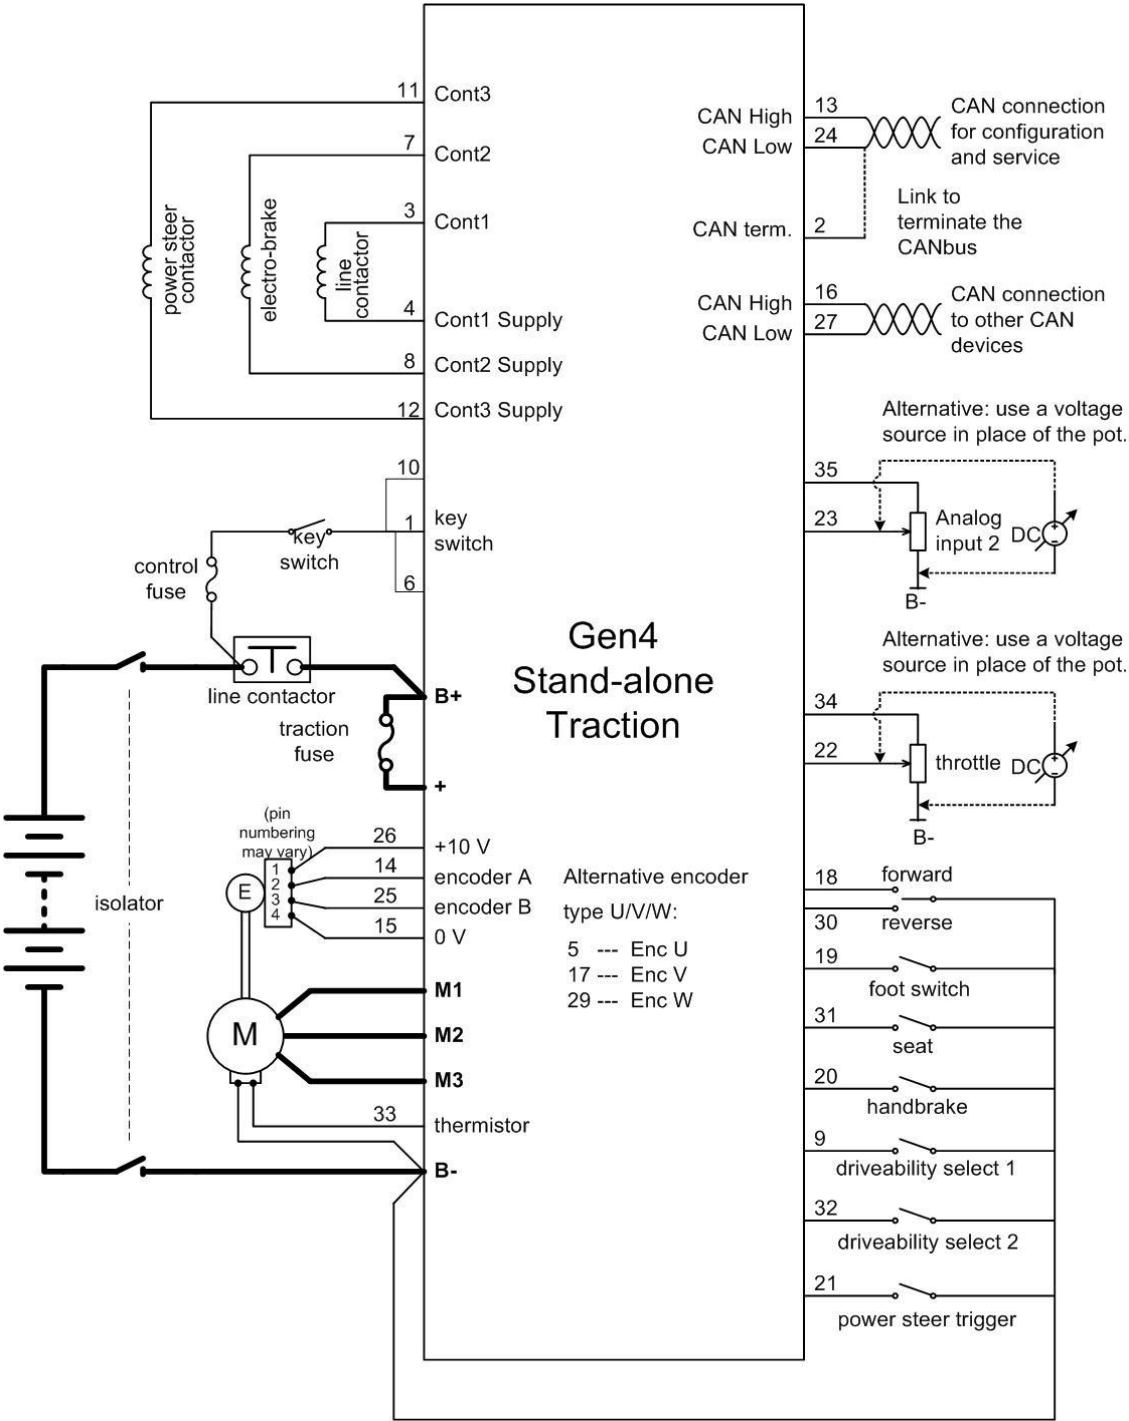 11
Cont3
7
Cont2
3
Cont1
power steer
contactor
electro-brake
line
contactor
4
Cont1 Supply
8
Cont2 Supply
12
Cont3 Supply
10
1
key
switch
key
switch
6
control
fuse
line contactor
B+
traction
fuse
+
(pin
numbering
may vary)
26
+10 V
14
encoder A
25
encoder B
15
0 V
E
1
2
3
4
isolator
M1
M
M2
M3
33
thermistor
B-
Gen4
Stand-alone
Traction
Alternative encoder
type U/V/W:
5 --- Enc U
17 --- Enc V
29 --- Enc W
CAN High
13
CAN Low
24
CAN connection
for configuration
and service
CAN term.
2
Link to
terminate the
CANbus
CAN High
16
CAN Low
27
CAN connection
to other CAN
devices
Alternative: use a voltage
source in place of the pot.
35
23
Analog
input 2
DC
+
-
B-
Alternative: use a voltage
source in place of the pot.
34
22
throttle
DC
+
-
B-
18
forward
30
reverse
19
foot switch
31
seat
20
handbrake
9
driveability select 1
32
driveability select 2
21
power steer trigger